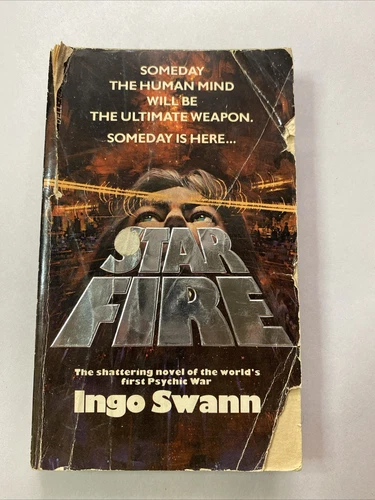 SOMEDAY
THE HUMAN MIND
WILL BE
THE ULTIMATE WEAPON.
SOMEDAY IS HERE...
STAR
FIRE
The shattering novel of the world's
first Psychic War
Ingo Swann